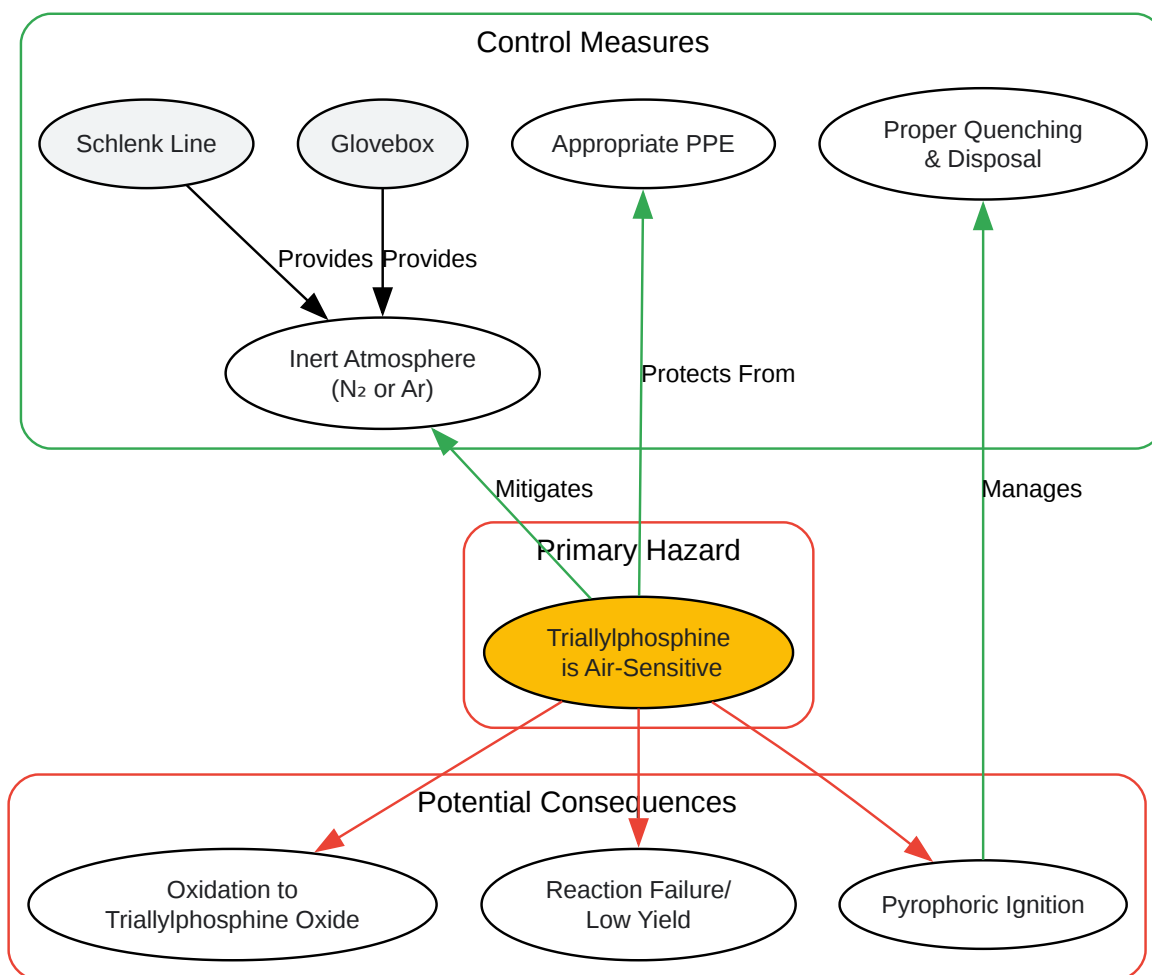 Control Measures
Schlenk Line
Glovebox
Appropriate PPE
Proper Quenching
& Disposal
Provides
Provides
Inert Atmosphere
(N₂ or Ar)
Protects From
Mitigates
Manages
Primary Hazard
Triallylphosphine
is Air-Sensitive
Potential Consequences
Oxidation to
Triallylphosphine Oxide
Reaction Failure/
Low Yield
Pyrophoric Ignition